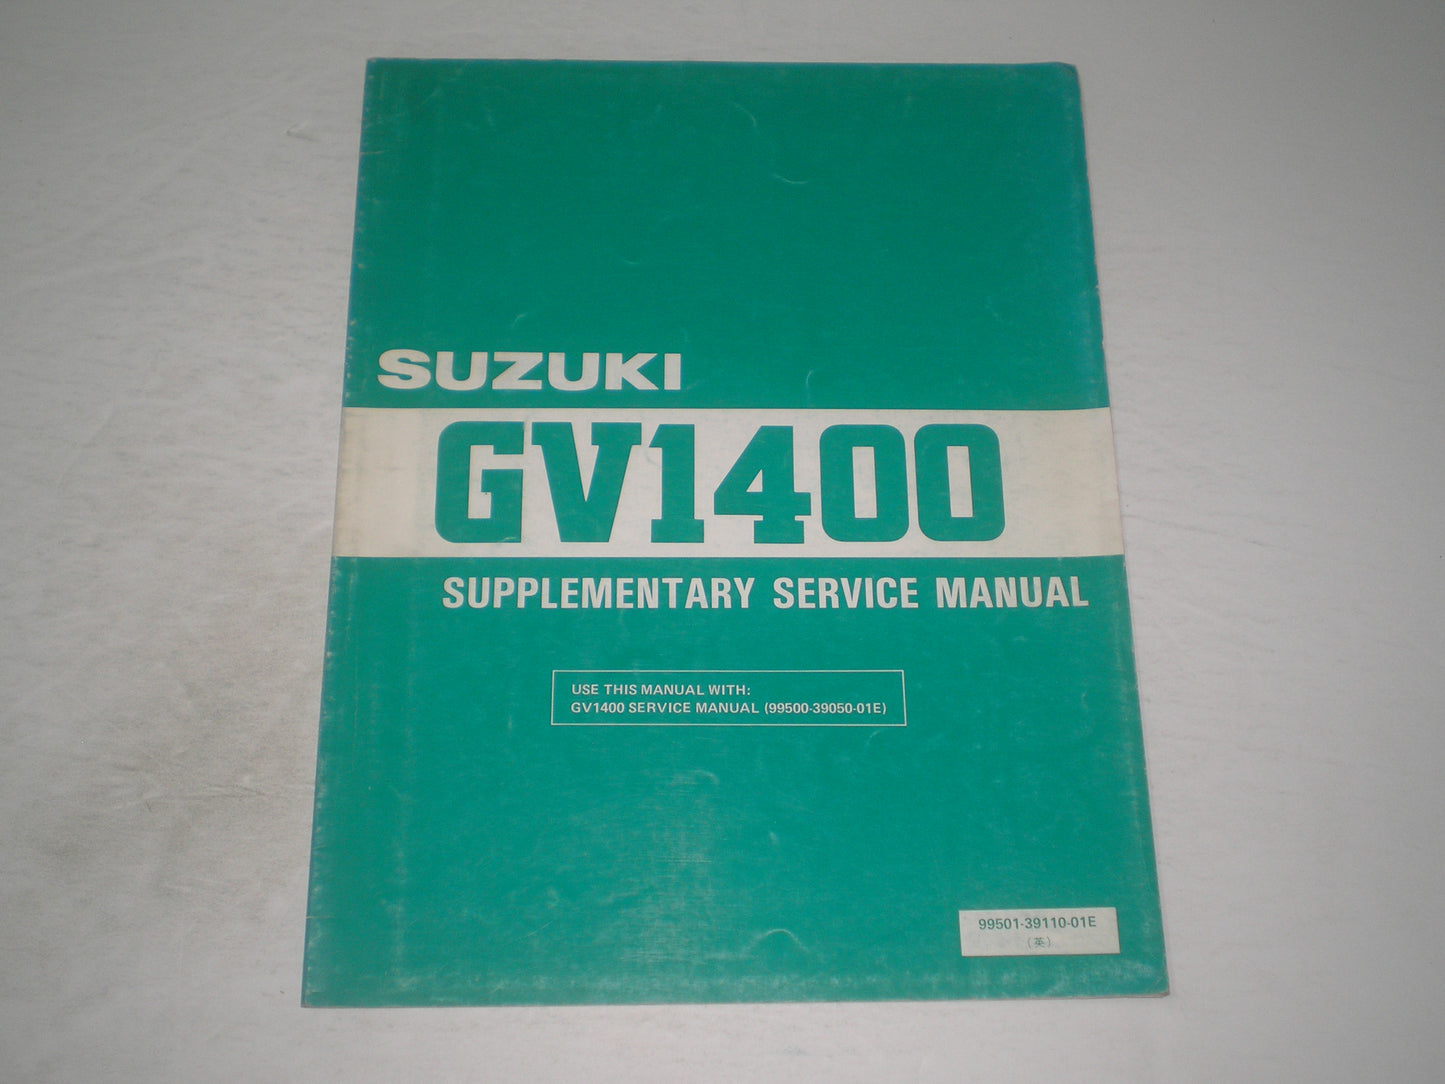 SUZUKI
GV1400
SUPPLEMENTARY SERVICE MANUAL
USE THIS MANUAL WITH:
GV1400 SERVICE MANUAL (99500-39050-01E)
99501-39110-01E
(英)